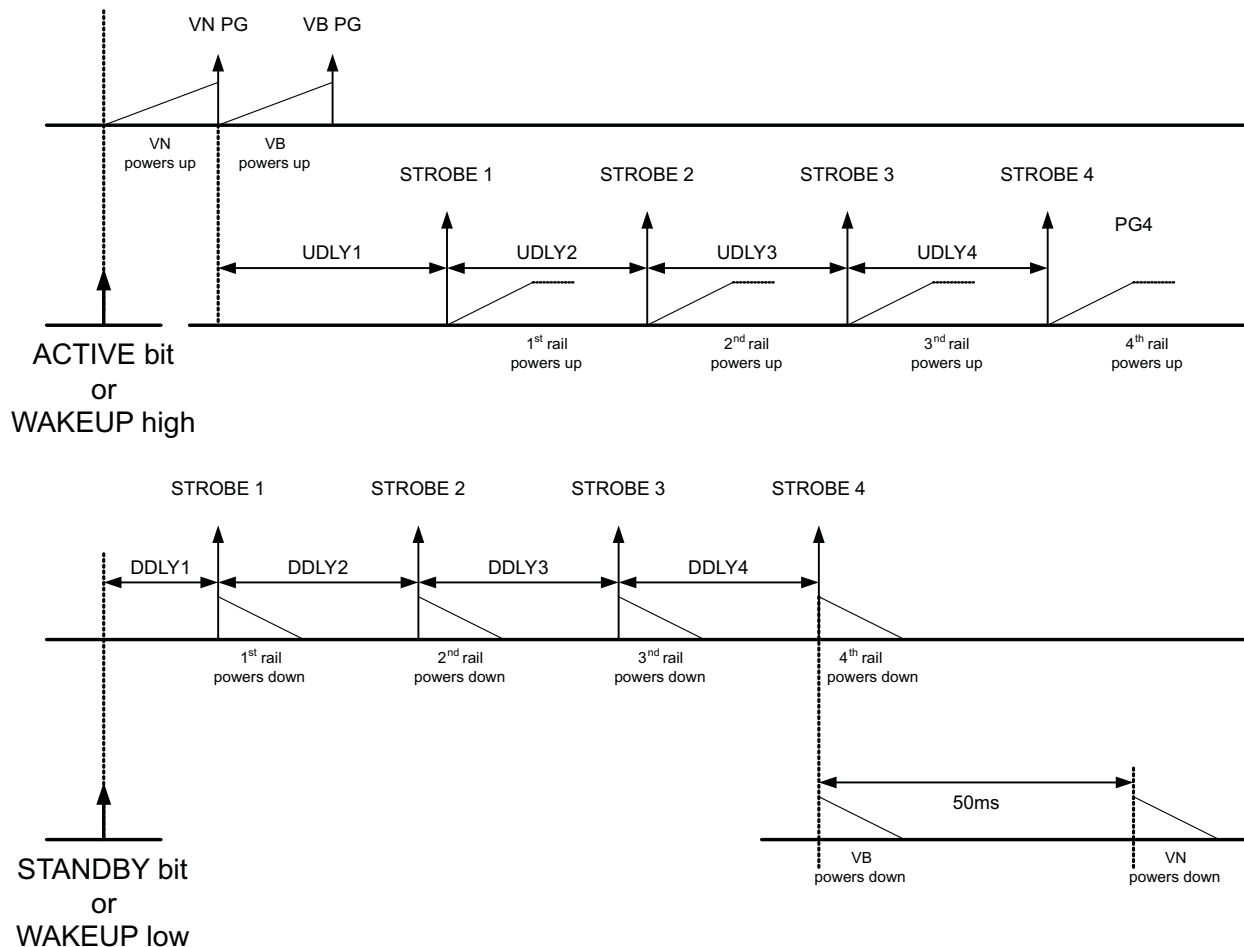 VN PG VB PG
VN
powers up
VB
powers up
STROBE 1 STROBE 2 STROBE 3 STROBE 4
PG4
UDLY1 UDLY2 UDLY3 UDLY4
1st rail
powers up
2nd rail
powers up
3rd rail
powers up
4th rail
powers up
ACTIVE bit
or
WAKEUP high
STROBE 1 STROBE 2 STROBE 3 STROBE 4
DDLY1 DDLY2 DDLY3 DDLY4
1st rail
powers down
2nd rail
powers down
3nd rail
powers down
4th rail
powers down
50ms
VB
powers down
VN
powers down
STANDBY bit
or
WAKEUP low